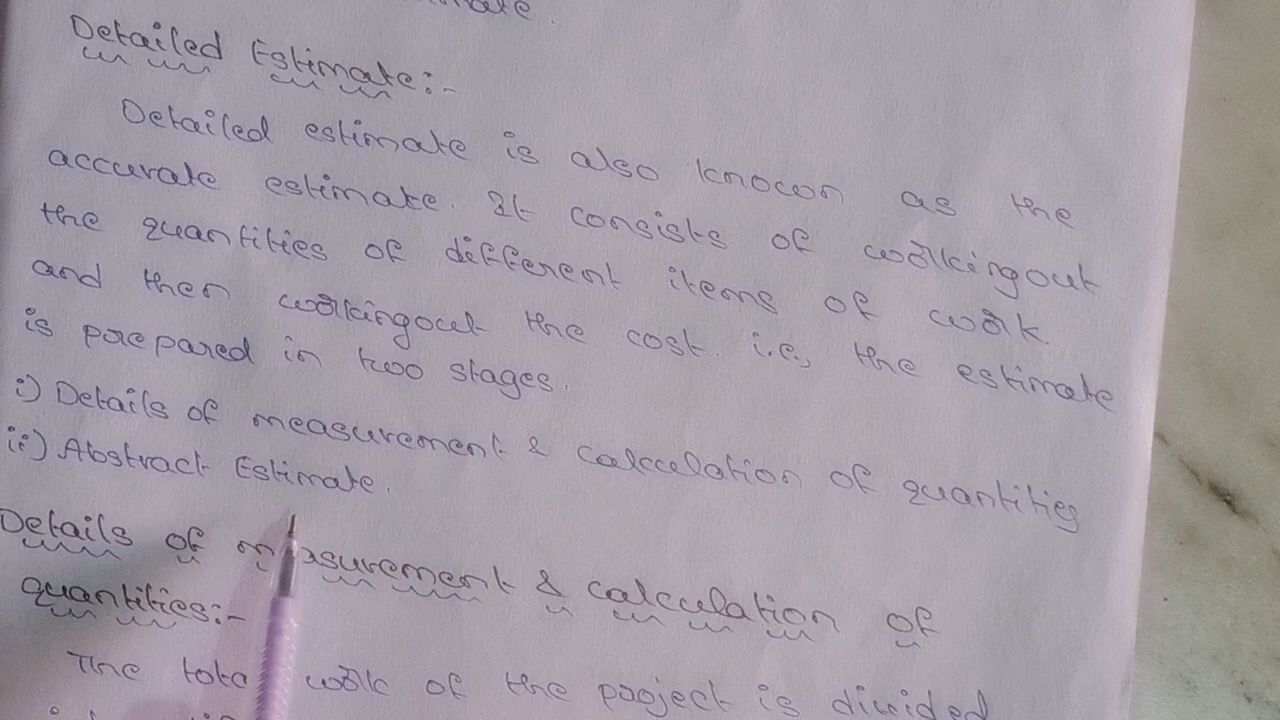 Detailed Estimate:-
Detailed estimate is also known as the
accurate estimate. It consists of workingout
the quantities of different items of work
and then workingout the cost. i.e., the estimate
is prepared in two stages.
i) Details of measurement & calculation of quantities
ii) Abstract Estimate.
Details of measurement & calculation of
quantities:-
The total work of the project is divided